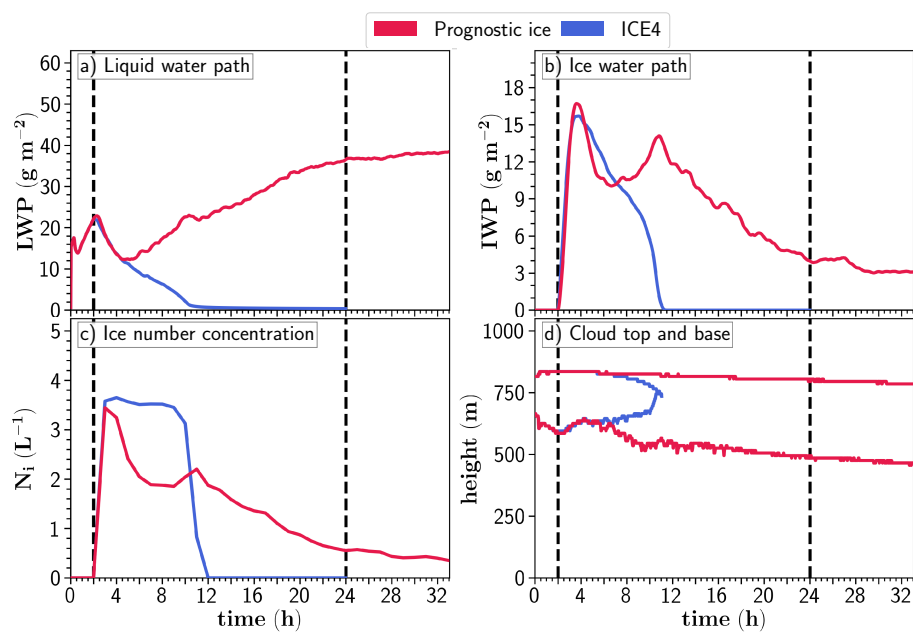 Prognostic ice ICE4
a) Liquid water path
b) Ice water path
LWP (g m⁻²)
60
50
40
30
20
10
0
IWP (g m⁻²)
18
15
12
9
6
3
0
c) Ice number concentration
d) Cloud top and base
Nᵢ (L⁻¹)
5
4
3
2
1
0
height (m)
1000
750
500
250
0
0 4 8 12 16 20 24 28 32
0 4 8 12 16 20 24 28 32
time (h)
time (h)